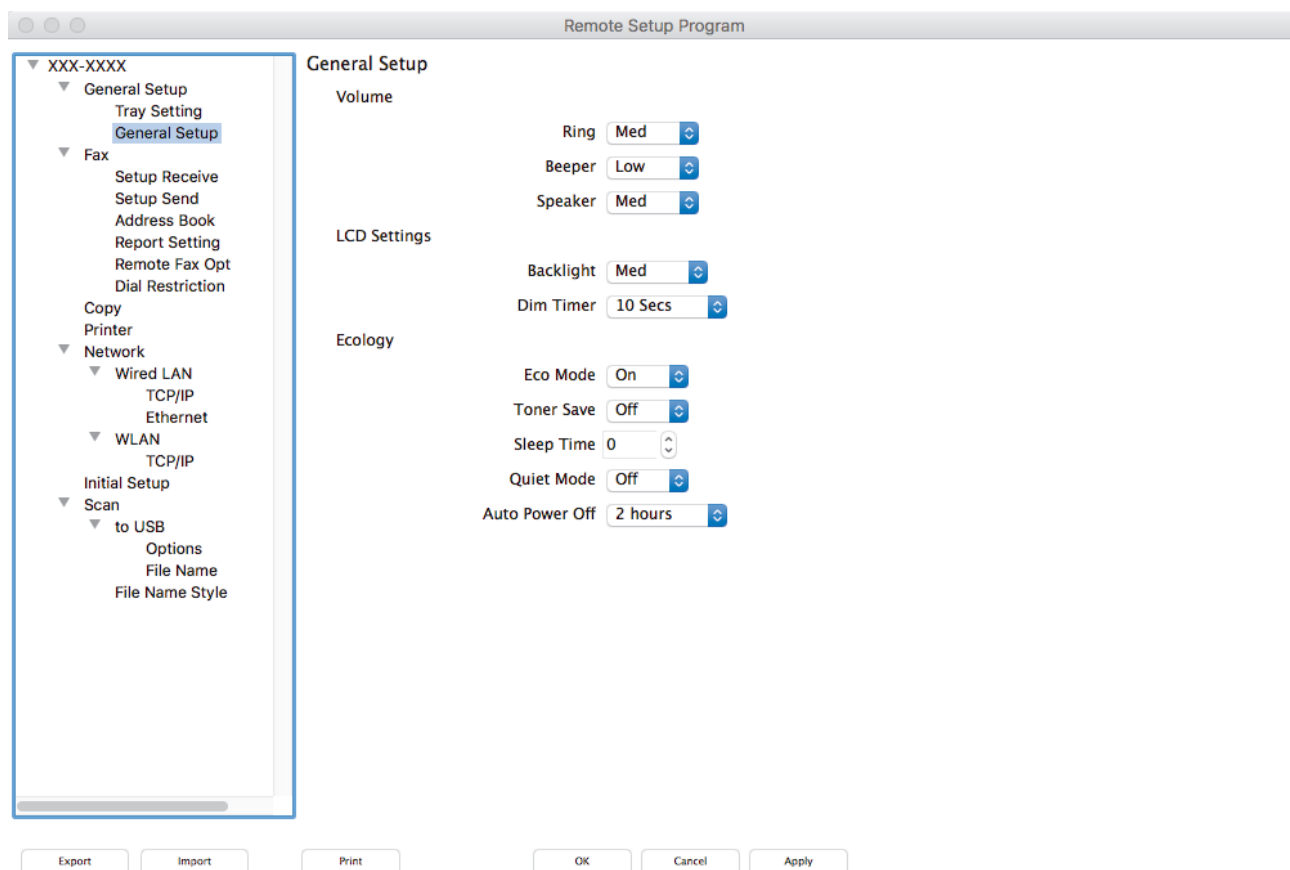 Remote Setup Program
XXX-XXXX
General Setup
Tray Setting
General Setup
Fax
Setup Receive
Setup Send
Address Book
Report Setting
Remote Fax Opt
Dial Restriction
Copy
Printer
Network
Wired LAN
TCP/IP
Ethernet
WLAN
TCP/IP
Initial Setup
Scan
to USB
Options
File Name
File Name Style
General Setup
Volume
Ring Med
Beeper Low
Speaker Med
LCD Settings
Backlight Med
Dim Timer 10 Secs
Ecology
Eco Mode On
Toner Save Off
Sleep Time 0
Quiet Mode Off
Auto Power Off 2 hours
Export Import Print OK Cancel Apply